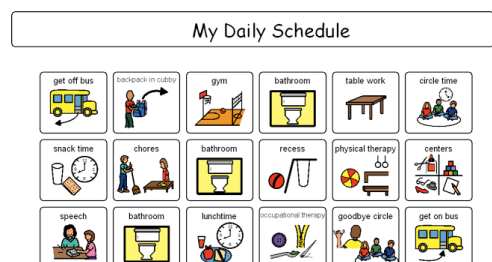 My Daily Schedule
get off bus
backpack in cubby
gym
bathroom
table work
circle time
snack time
chores
bathroom
recess
physical therapy
centers
speech
bathroom
lunchtime
occupational therapy
goodbye circle
get on bus